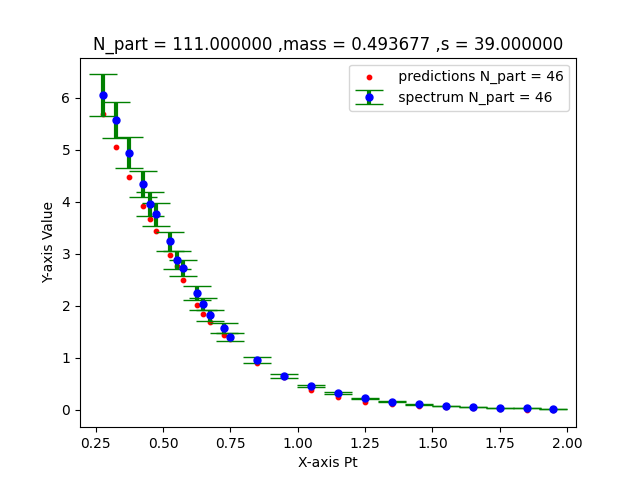 N_part = 111.000000 ,mass = 0.493677 ,s = 39.000000
predictions N_part = 46
spectrum N_part = 46
Y-axis Value
6
5
4
3
2
1
0
0.25 0.50 0.75 1.00 1.25 1.50 1.75 2.00
X-axis Pt